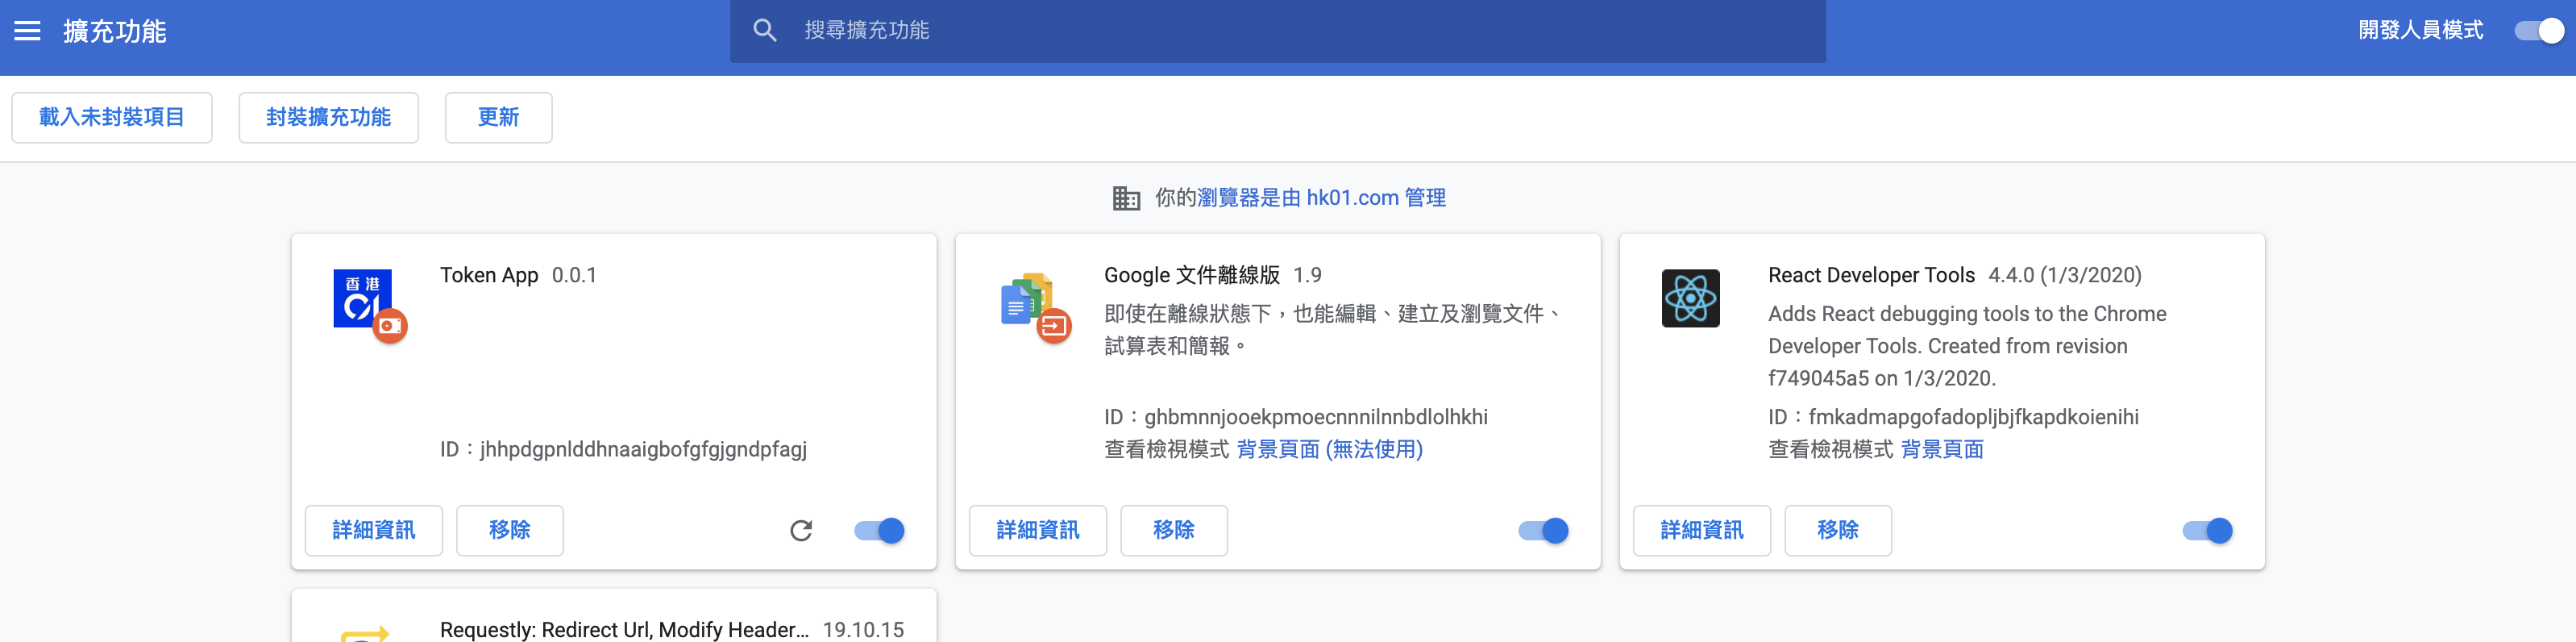 擴充功能
搜尋擴充功能
開發人員模式
載入未封裝項目
封裝擴充功能
更新
你的瀏覽器是由 hk01.com 管理
香港
01
Token App 0.0.1
ID：jhhpdgpnlddhnaaigbofgfgjgndpfagj
詳細資訊
移除
Google 文件離線版 1.9
即使在離線狀態下，也能編輯、建立及瀏覽文件、
試算表和簡報。
ID：ghbmnnjooekpmoecnnnilnnbdlolhkhi
查看檢視模式 背景頁面 (無法使用)
詳細資訊
移除
React Developer Tools 4.4.0 (1/3/2020)
Adds React debugging tools to the Chrome
Developer Tools. Created from revision
f749045a5 on 1/3/2020.
ID：fmkadmapgofadopljbjfkapdkoienihi
查看檢視模式 背景頁面
詳細資訊
移除
Requestly: Redirect Url, Modify Header... 19.10.15